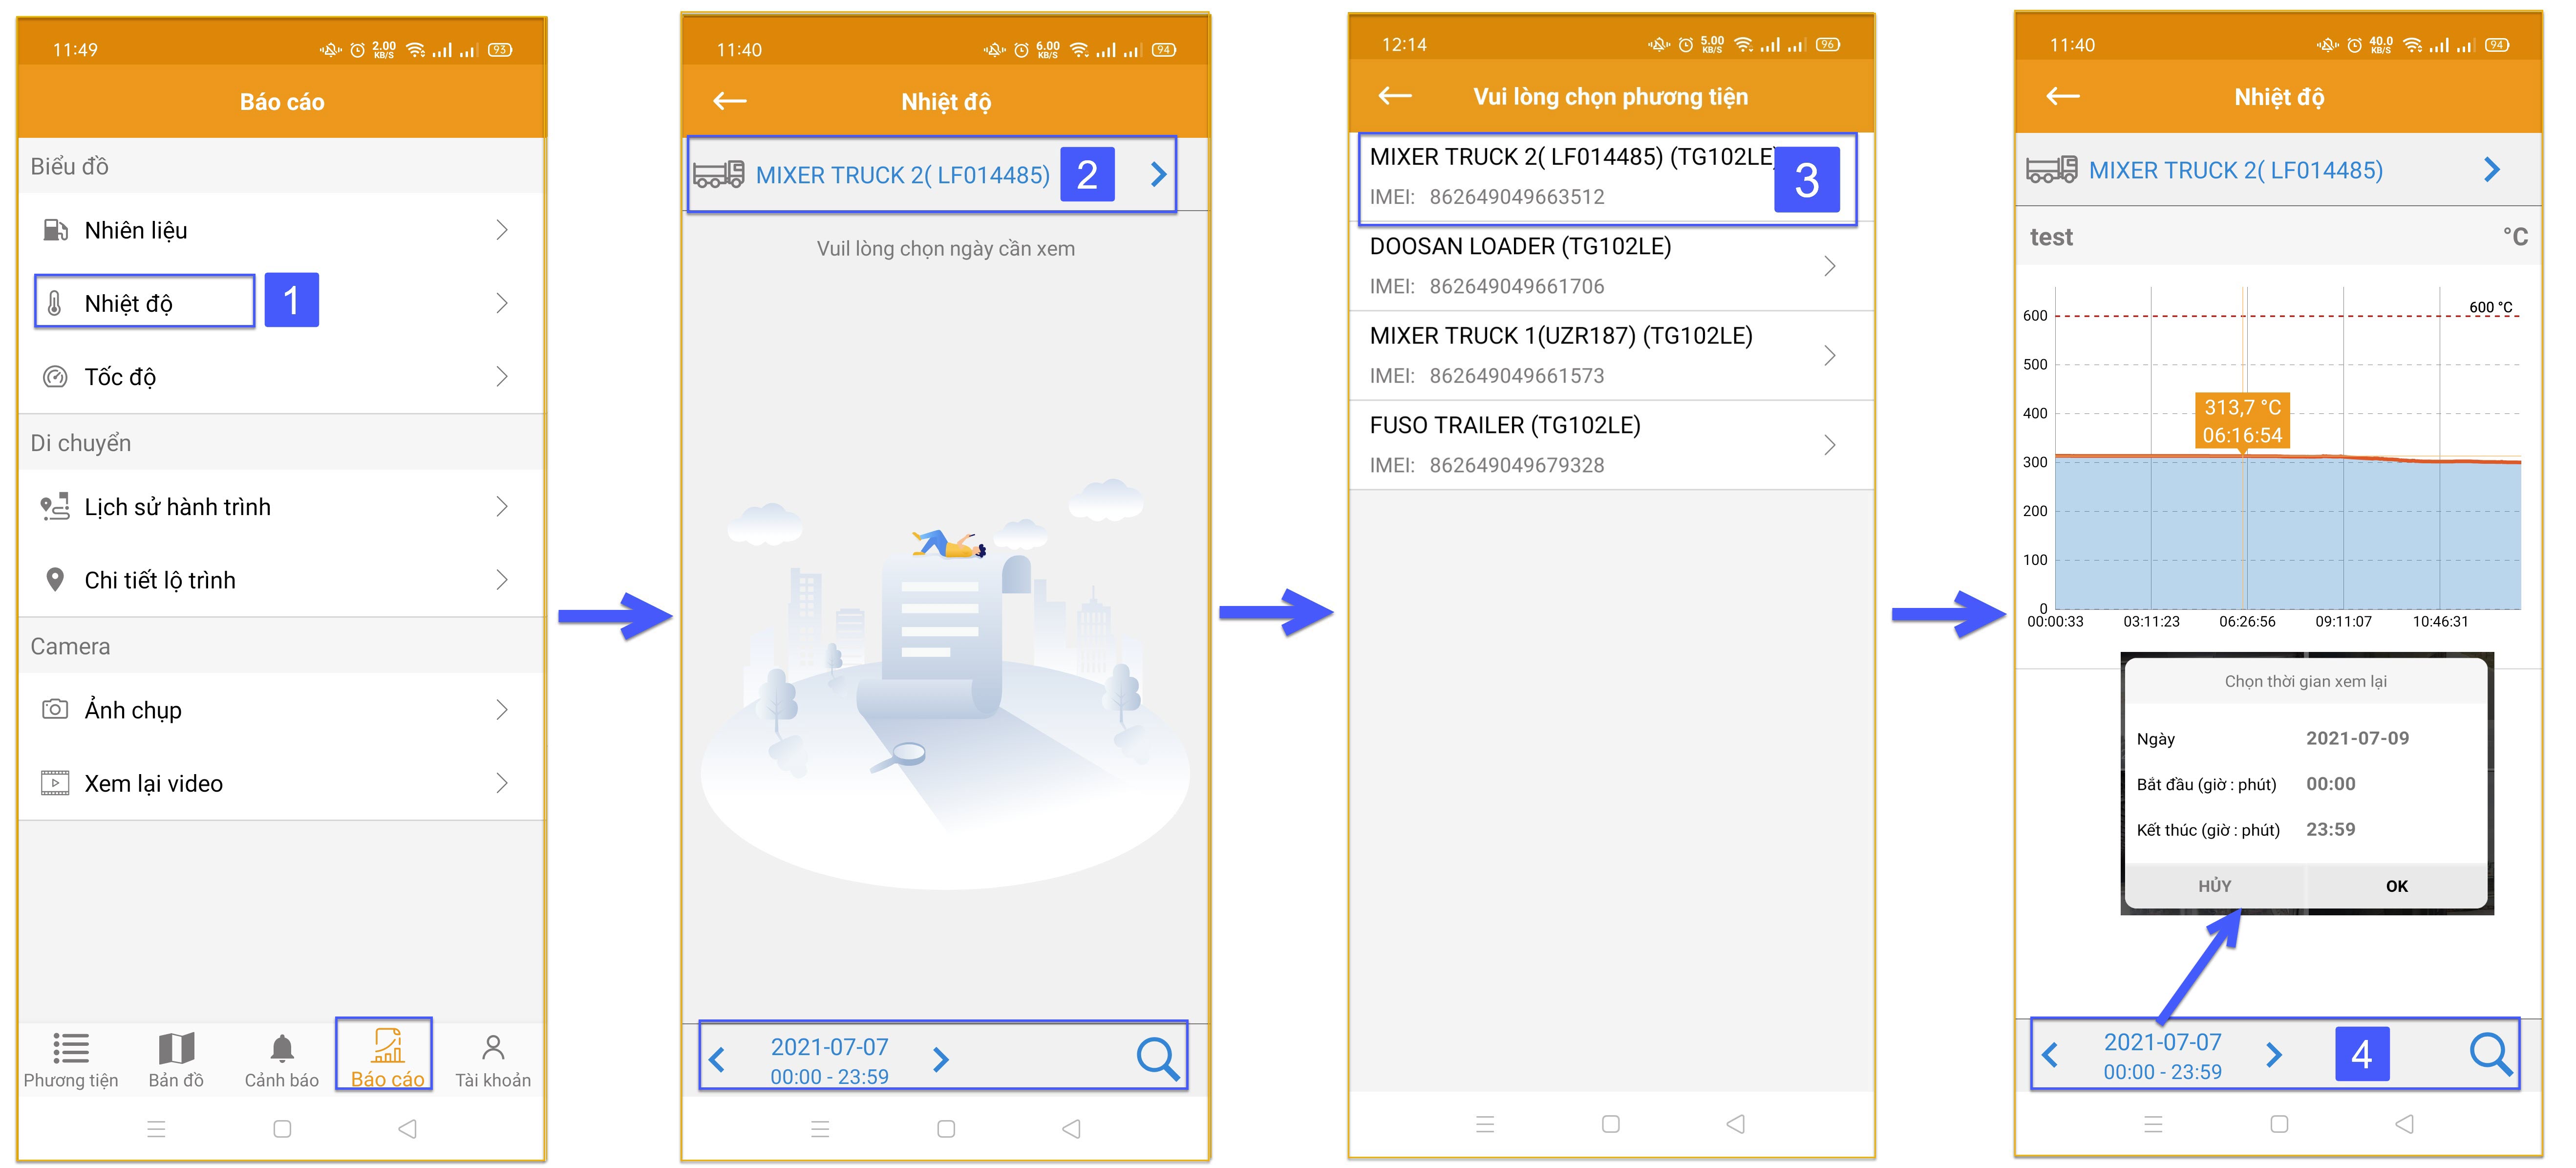 11:49
2.00
KB/S
93
Báo cáo
Biểu đồ
Nhiên liệu
Nhiệt độ
1
Tốc độ
Di chuyển
Lịch sử hành trình
Chi tiết lộ trình
Camera
Ảnh chụp
Xem lại video
Phương tiện
Bản đồ
Cảnh báo
Báo cáo
Tài khoản
11:40
6.00
KB/S
94
Nhiệt độ
MIXER TRUCK 2( LF014485)
2
Vuil lòng chọn ngày cần xem
2021-07-07
00:00 - 23:59
12:14
5.00
KB/S
96
Vui lòng chọn phương tiện
MIXER TRUCK 2( LF014485) (TG102LE)
IMEI: 862649049663512
3
DOOSAN LOADER (TG102LE)
IMEI: 862649049661706
MIXER TRUCK 1(UZR187) (TG102LE)
IMEI: 862649049661573
FUSO TRAILER (TG102LE)
IMEI: 862649049679328
11:40
40.0
KB/S
94
Nhiệt độ
MIXER TRUCK 2( LF014485)
test °C
600 °C
600
500
400
313,7 °C
06:16:54
300
200
100
0
00:00:33 03:11:23 06:26:56 09:11:07 10:46:31
Chọn thời gian xem lại
Ngày 2021-07-09
Bắt đầu (giờ : phút) 00:00
Kết thúc (giờ : phút) 23:59
HỦY OK
2021-07-07
00:00 - 23:59
4